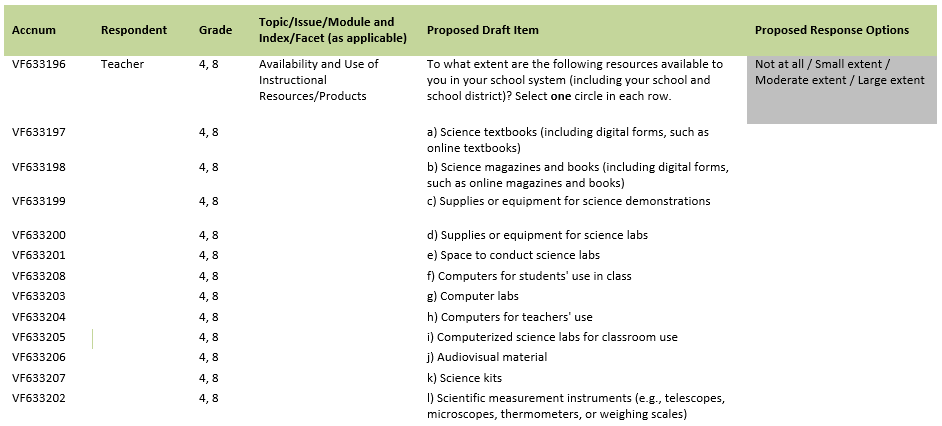 Accnum Respondent Grade Topic/Issue/Module and Index/Facet (as applicable) Proposed Draft Item Proposed Response Options
VF633196 Teacher 4, 8 Availability and Use of To what extent are the following resources available to Not at all / Small extent /
Instructional you in your school system (including your school and Moderate extent / Large extent
Resources/Products school district)? Select one circle in each row.
VF633197 4, 8 a) Science textbooks (including digital forms, such as
online textbooks)
VF633198 4, 8 b) Science magazines and books (including digital forms,
such as online magazines and books)
VF633199 4, 8 c) Supplies or equipment for science demonstrations
VF633200 4, 8 d) Supplies or equipment for science labs
VF633201 4, 8 e) Space to conduct science labs
VF633208 4, 8 f) Computers for students' use in class
VF633203 4, 8 g) Computer labs
VF633204 4, 8 h) Computers for teachers' use
VF633205 4, 8 i) Computerized science labs for classroom use
VF633206 4, 8 j) Audiovisual material
VF633207 4, 8 k) Science kits
VF633202 4, 8 l) Scientific measurement instruments (e.g., telescopes,
microscopes, thermometers, or weighing scales)